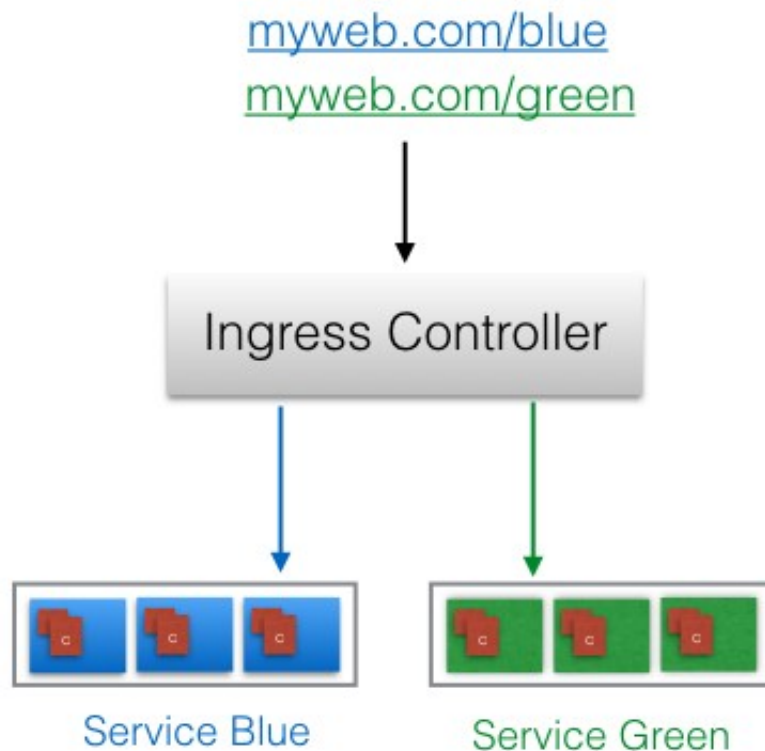 myweb.com/blue
myweb.com/green
Ingress Controller
C C C C C C
Service Blue Service Green